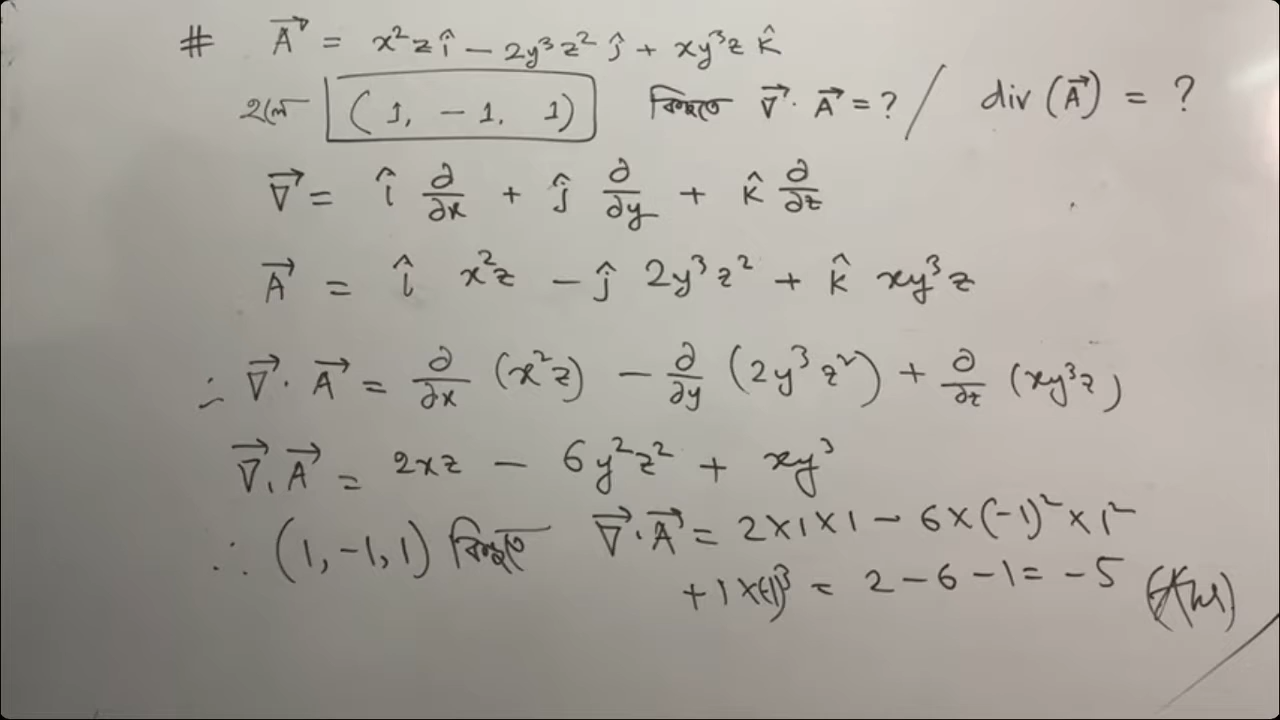 # A⃗ = x²z î − 2y³z² ĵ + xy³z k̂
হলে (1, −1, 1) বিন্দুতে ∇⃗ · A⃗ = ? / div (A⃗) = ?
∇⃗ = î ∂/∂x + ĵ ∂/∂y + k̂ ∂/∂z
A⃗ = î x²z − ĵ 2y³z² + k̂ xy³z
∴ ∇⃗ · A⃗ = ∂/∂x (x²z) − ∂/∂y (2y³z²) + ∂/∂z (xy³z)
∇⃗ . A⃗ = 2xz − 6y²z² + xy³
∴ (1, −1, 1) বিন্দুতে ∇⃗ · A⃗ = 2×1×1 − 6×(−1)²×1²
+ 1×(−1)³ = 2 − 6 − 1 = −5 (Ans)